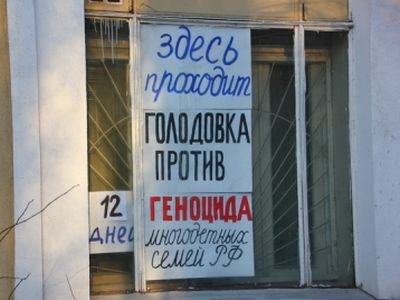 здесь
проходит
ГОЛОДОВКА
ПРОТИВ
ГЕНОЦИДА
многодетных
семей РФ
12
дней